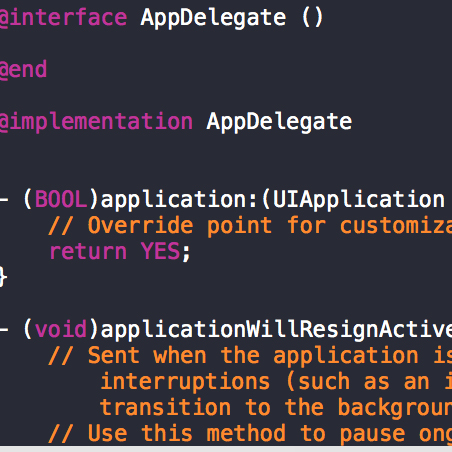 @interface AppDelegate ()
@end
@implementation AppDelegate
- (BOOL)application:(UIApplication
// Override point for customiza
return YES;
}
- (void)applicationWillResignActive
// Sent when the application is
interruptions (such as an i
transition to the backgroun
// Use this method to pause ong